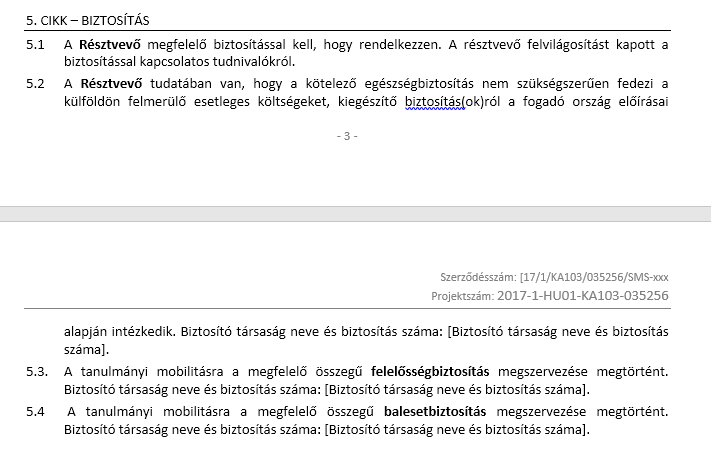 5. CIKK – BIZTOSÍTÁS
5.1 A Résztvevő megfelelő biztosítással kell, hogy rendelkezzen. A résztvevő felvilágosítást kapott a
biztosítással kapcsolatos tudnivalókról.
5.2 A Résztvevő tudatában van, hogy a kötelező egészségbiztosítás nem szükségszerűen fedezi a
külföldön felmerülő esetleges költségeket, kiegészítő biztosítás(ok)ról a fogadó ország előírásai
- 3 -
Szerződésszám: [17/1/KA103/035256/SMS-xxx
Projektszám: 2017-1-HU01-KA103-035256
alapján intézkedik. Biztosító társaság neve és biztosítás száma: [Biztosító társaság neve és biztosítás
száma].
5.3. A tanulmányi mobilitásra a megfelelő összegű felelősségbiztosítás megszervezése megtörtént.
Biztosító társaság neve és biztosítás száma: [Biztosító társaság neve és biztosítás száma].
5.4 A tanulmányi mobilitásra a megfelelő összegű balesetbiztosítás megszervezése megtörtént.
Biztosító társaság neve és biztosítás száma: [Biztosító társaság neve és biztosítás száma].